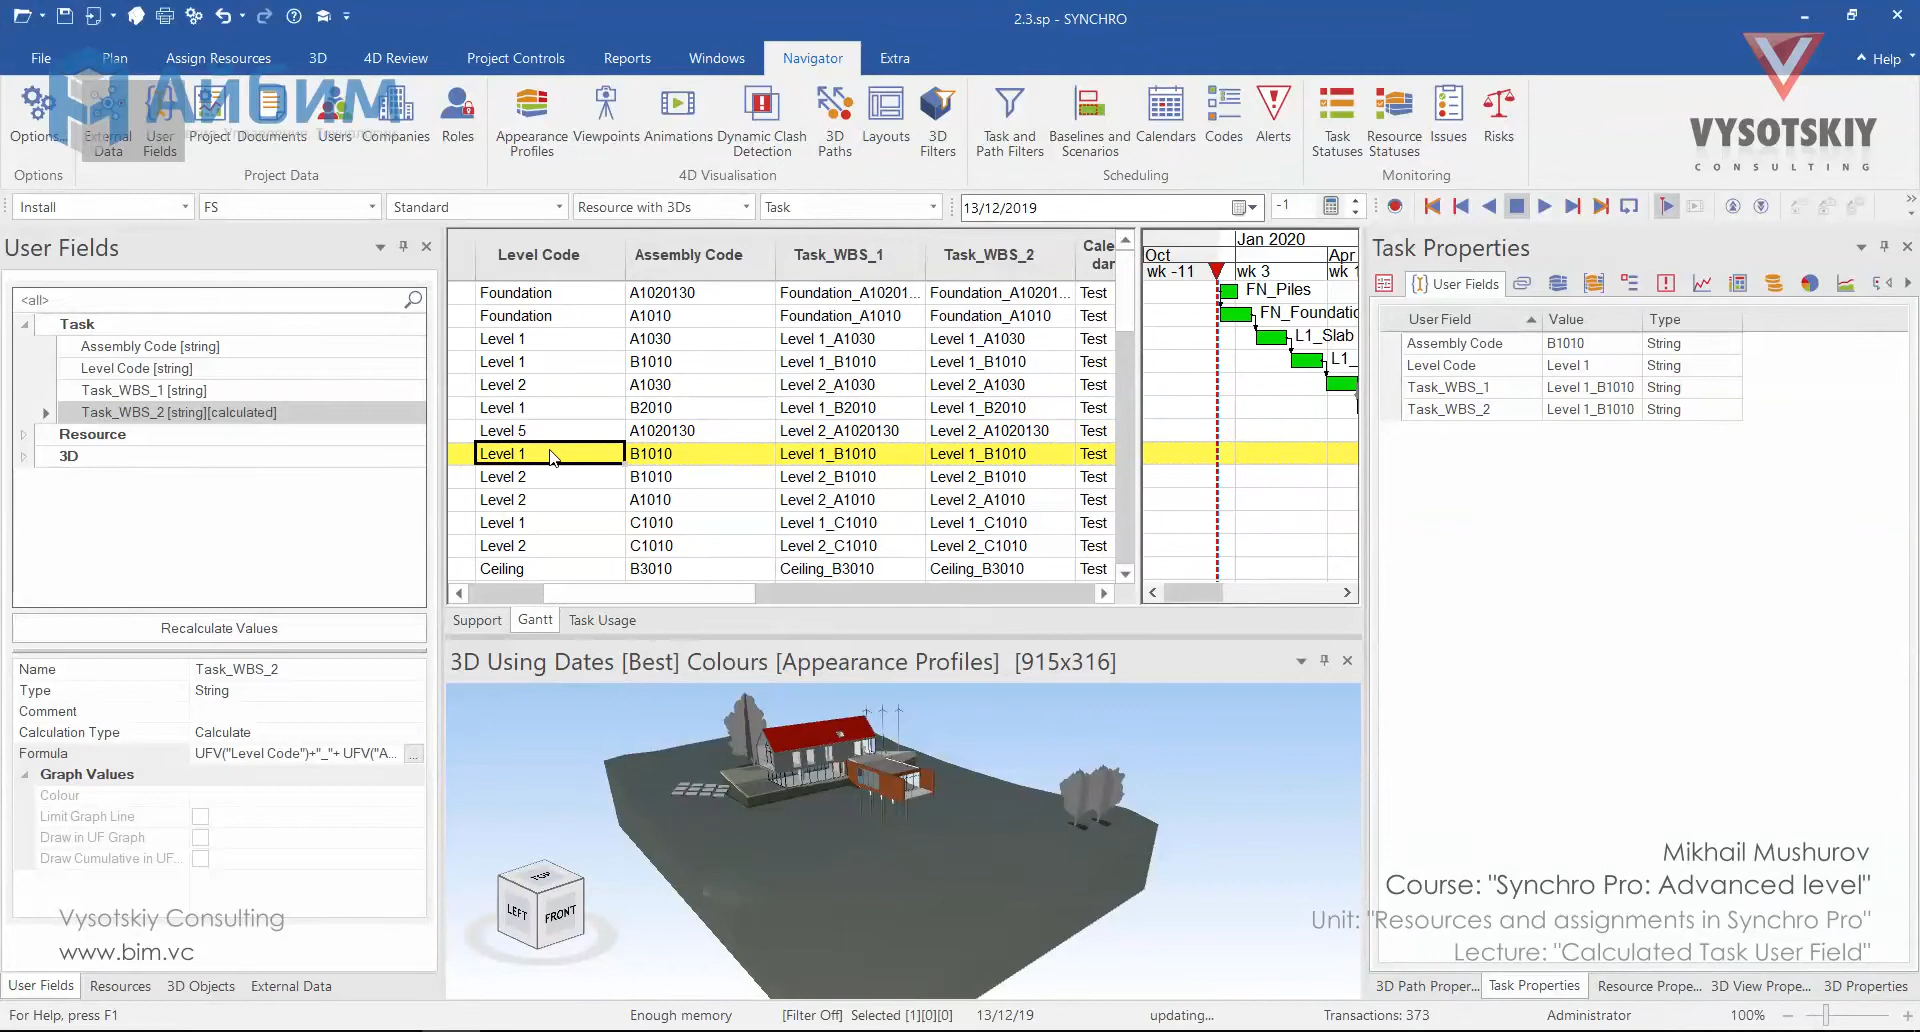 2.3.sp - SYNCHRO
File Plan Assign Resources 3D 4D Review Project Controls Reports Windows Navigator Extra Help
Айбим
Options... External Data User Fields Project Documents Users Companies Roles Appearance Profiles Viewpoints Animations Dynamic Clash Detection 3D Paths Layouts 3D Filters Task and Path Filters Baselines and Scenarios Calendars Codes Alerts Task Statuses Resource Statuses Issues Risks
Options Project Data 4D Visualisation Scheduling Monitoring
VYSOTSKIY
CONSULTING
Install FS Standard Resource with 3Ds Task 13/12/2019 -1
User Fields
<all>
Task
Assembly Code [string]
Level Code [string]
Task_WBS_1 [string]
Task_WBS_2 [string][calculated]
Resource
3D
Recalculate Values
Name Task_WBS_2
Type String
Comment
Calculation Type Calculate
Formula UFV("Level Code")+"_"+ UFV("A... ...
Graph Values
Colour
Limit Graph Line
Draw in UF Graph
Draw Cumulative in UF...
Vysotskiy Consulting
www.bim.vc
User Fields Resources 3D Objects External Data
Level Code Assembly Code Task_WBS_1 Task_WBS_2 Cale dar
Foundation A1020130 Foundation_A10201... Foundation_A10201... Test
Foundation A1010 Foundation_A1010 Foundation_A1010 Test
Level 1 A1030 Level 1_A1030 Level 1_A1030 Test
Level 1 B1010 Level 1_B1010 Level 1_B1010 Test
Level 2 A1030 Level 2_A1030 Level 2_A1030 Test
Level 1 B2010 Level 1_B2010 Level 1_B2010 Test
Level 5 A1020130 Level 2_A1020130 Level 2_A1020130 Test
Level 1 B1010 Level 1_B1010 Level 1_B1010 Test
Level 2 B1010 Level 2_B1010 Level 2_B1010 Test
Level 2 A1010 Level 2_A1010 Level 2_A1010 Test
Level 1 C1010 Level 1_C1010 Level 1_C1010 Test
Level 2 C1010 Level 2_C1010 Level 2_C1010 Test
Ceiling B3010 Ceiling_B3010 Ceiling_B3010 Test
Support Gantt Task Usage
Jan 2020
Oct Apr
wk -11 wk 3 wk 1
FN_Piles
FN_Foundatic
L1_Slab
L1_
3D Using Dates [Best] Colours [Appearance Profiles] [915x316]
TOP
LEFT FRONT
Task Properties
User Fields
User Field Value Type
Assembly Code B1010 String
Level Code Level 1 String
Task_WBS_1 Level 1_B1010 String
Task_WBS_2 Level 1_B1010 String
Mikhail Mushurov
Course: "Synchro Pro: Advanced level"
Unit: "Resources and assignments in Synchro Pro"
Lecture: "Calculated Task User Field"
3D Path Proper... Task Properties Resource Prope... 3D View Prope... 3D Properties
For Help, press F1 Enough memory [Filter Off] Selected [1][0][0] 13/12/19 updating... Transactions: 373 Administrator 100%